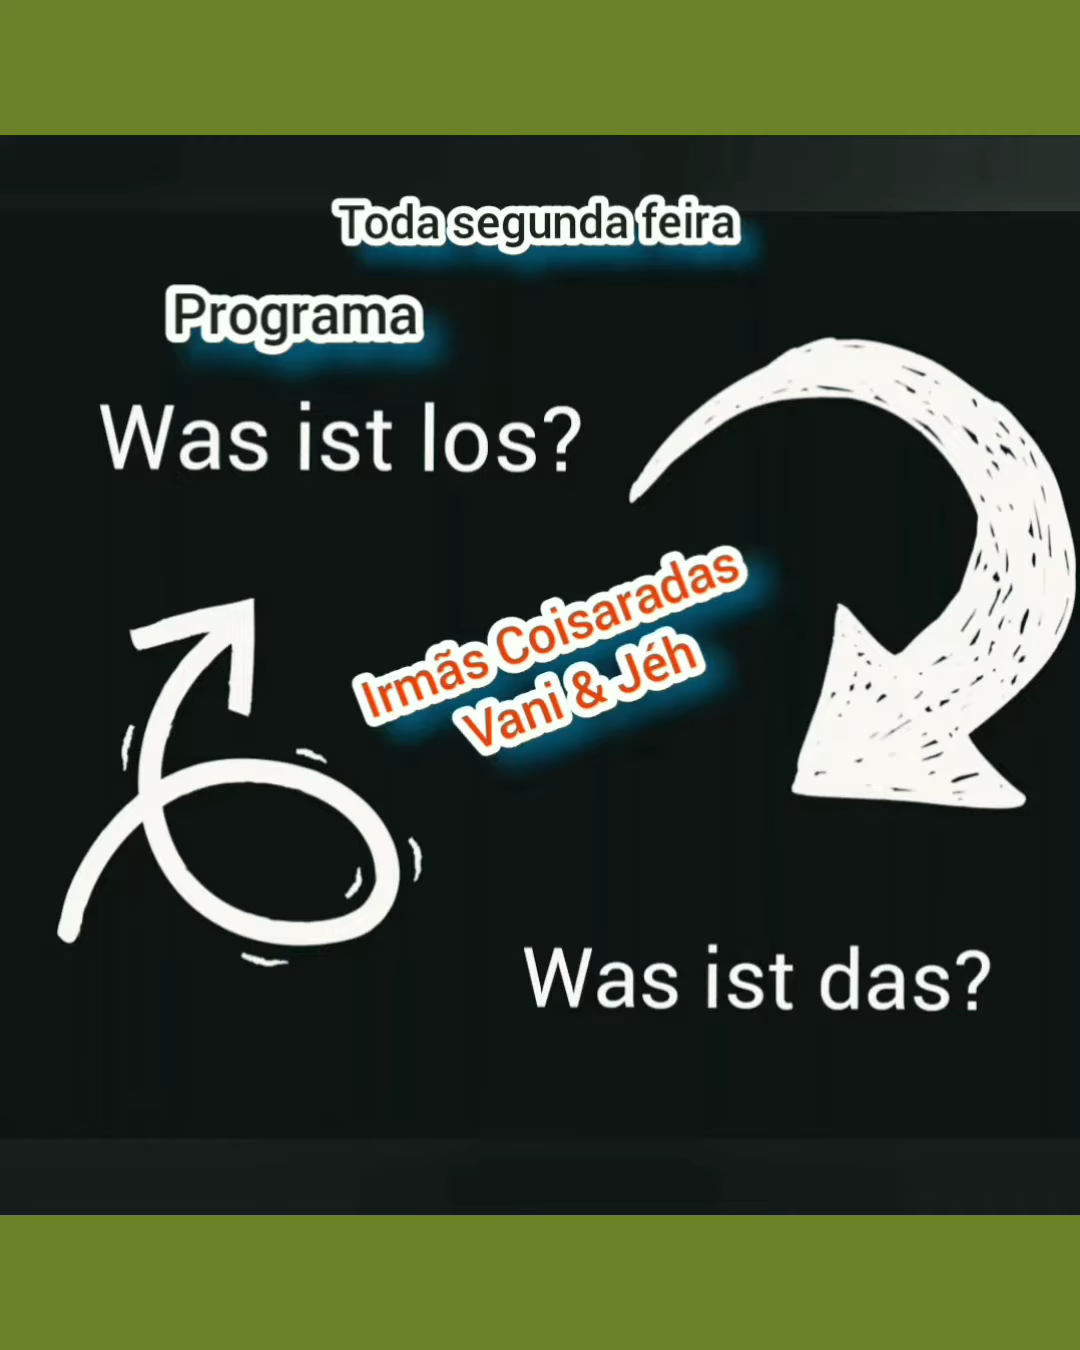 Toda segunda feira
Programa
Was ist los?
Irmãs Coisaradas
Vani & Jéh
Was ist das?